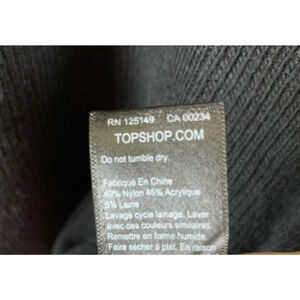 RN 125149 CA 00234
TOPSHOP.COM
Do not tumble dry.
Fabriqué En Chine
49% Nylon 46% Acrylique
5% Laine
Lavage cycle lainage. Laver
avec des couleurs similaires.
Remettre en forme humide.
Faire sécher à plat. En raison